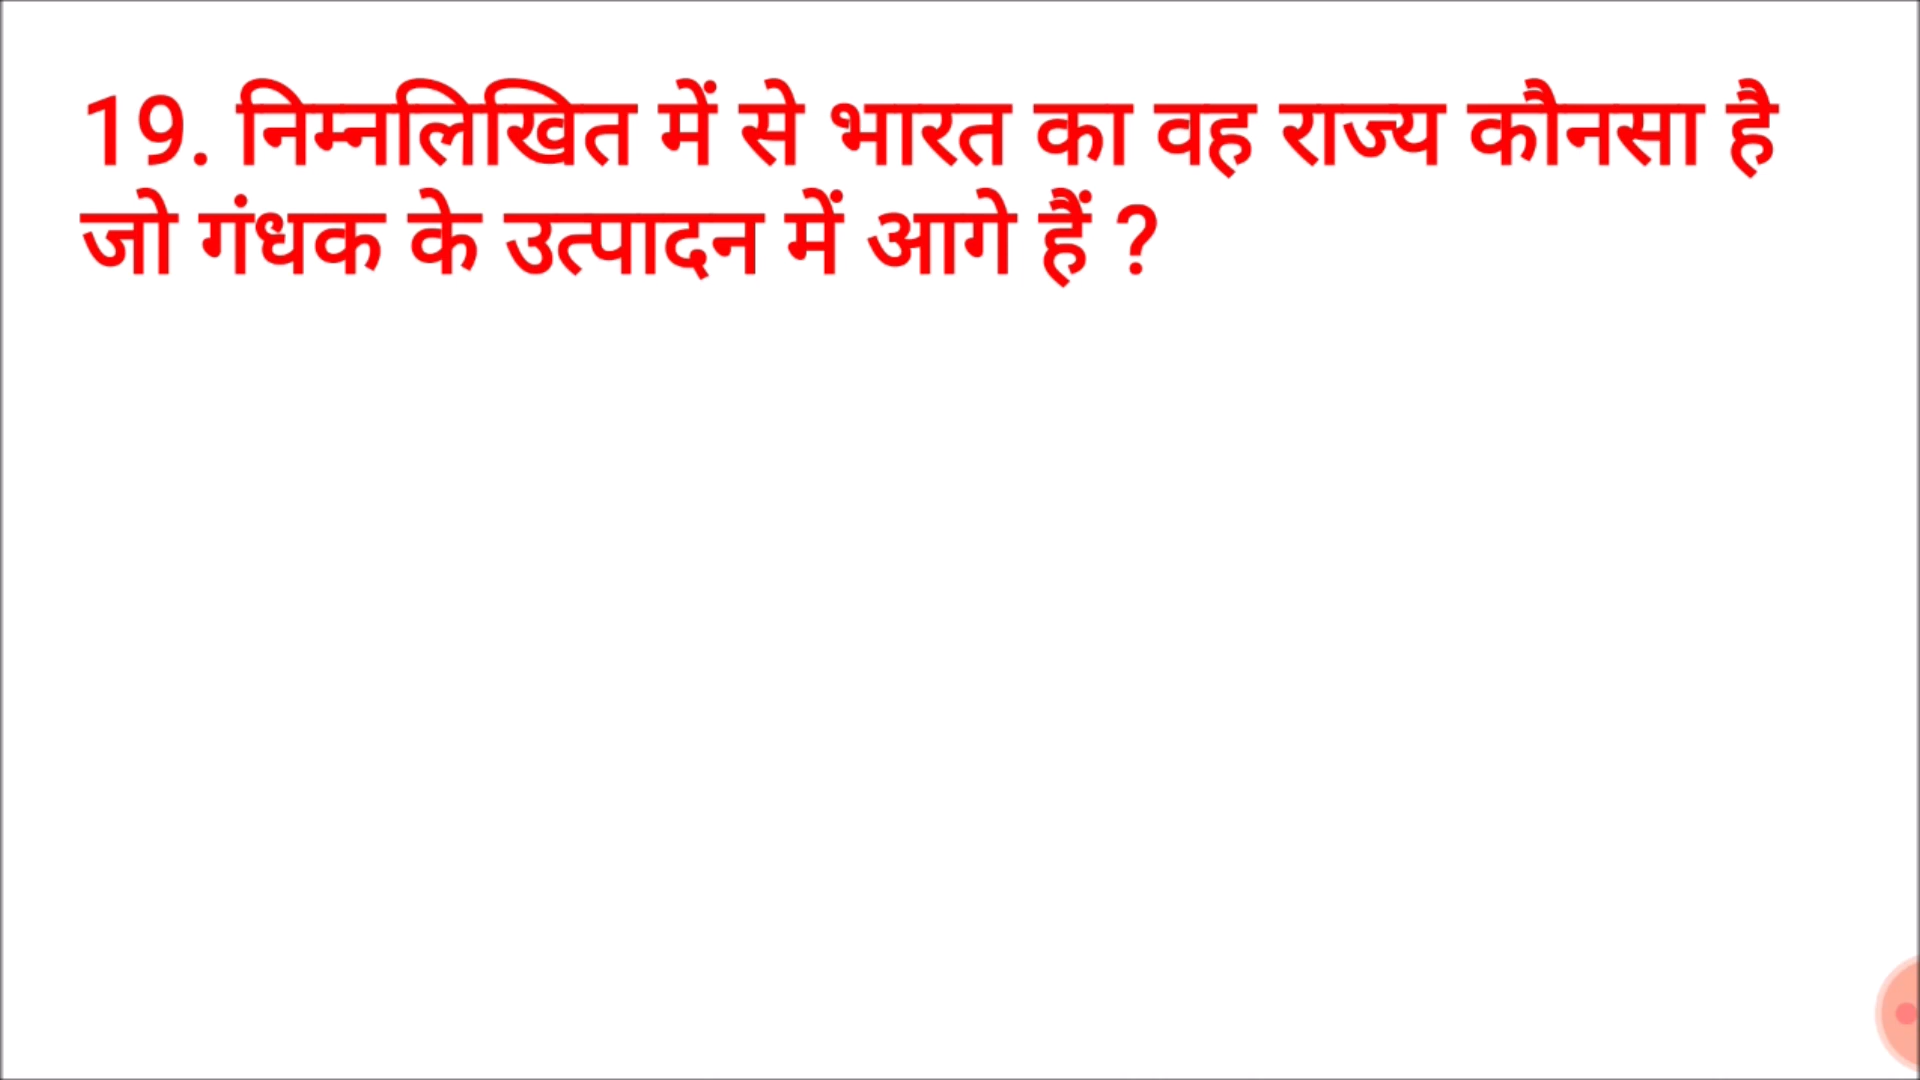 19. निम्नलिखित में से भारत का वह राज्य कौनसा है
जो गंधक के उत्पादन में आगे हैं ?